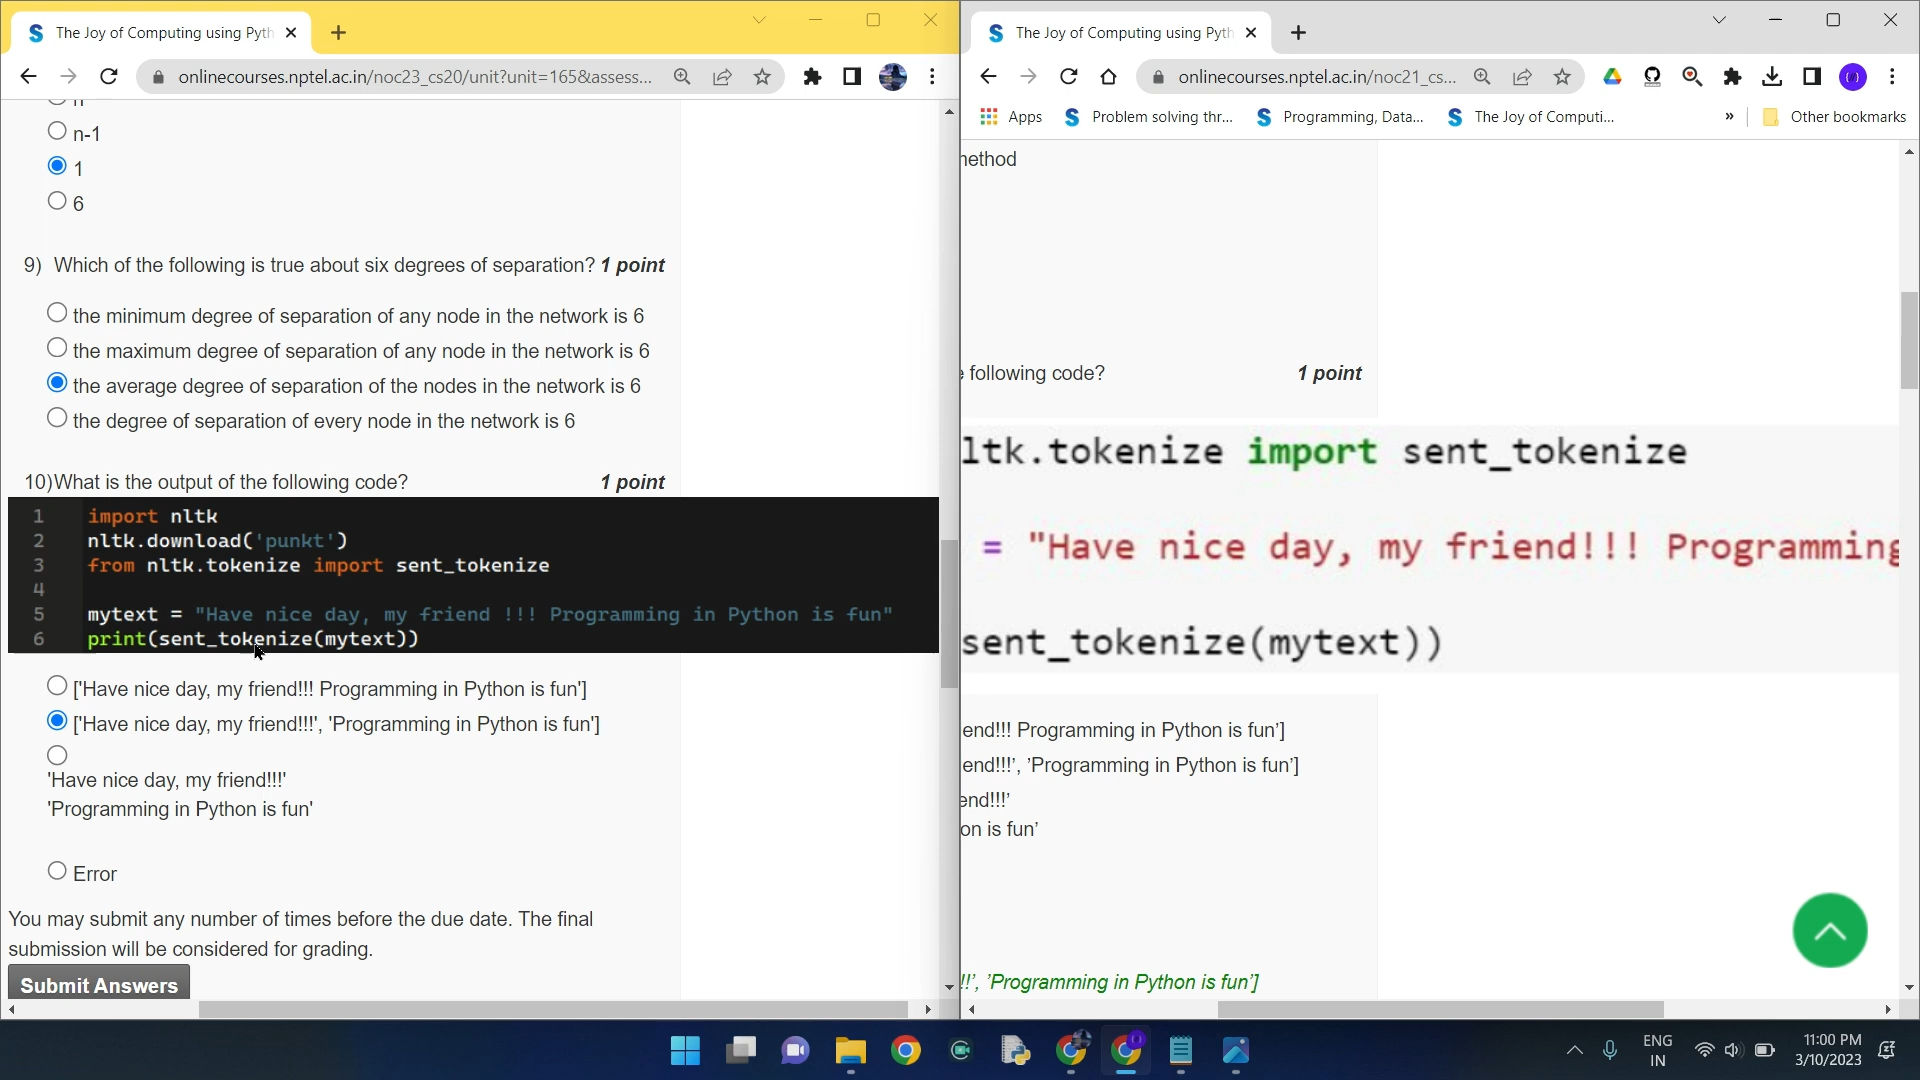 The Joy of Computing using Pyth
onlinecourses.nptel.ac.in/noc23_cs20/unit?unit=165&assess...
n-1
1
6
9) Which of the following is true about six degrees of separation? 1 point
the minimum degree of separation of any node in the network is 6
the maximum degree of separation of any node in the network is 6
the average degree of separation of the nodes in the network is 6
the degree of separation of every node in the network is 6
10)What is the output of the following code? 1 point
1 import nltk
2 nltk.download('punkt')
3 from nltk.tokenize import sent_tokenize
4
5 mytext = "Have nice day, my friend !!! Programming in Python is fun"
6 print(sent_tokenize(mytext))
['Have nice day, my friend!!! Programming in Python is fun']
['Have nice day, my friend!!!', 'Programming in Python is fun']
'Have nice day, my friend!!!'
'Programming in Python is fun'
Error
You may submit any number of times before the due date. The final
submission will be considered for grading.
Submit Answers
The Joy of Computing using Pyth
onlinecourses.nptel.ac.in/noc21_cs...
Apps Problem solving thr... Programming, Data... The Joy of Computi... » Other bookmarks
nethod
following code? 1 point
ltk.tokenize import sent_tokenize
= "Have nice day, my friend!!! Programming
sent_tokenize(mytext))
end!!! Programming in Python is fun’]
end!!!’, ’Programming in Python is fun’]
end!!!’
on is fun’
!!’, ’Programming in Python is fun’]
ENG
IN
11:00 PM
3/10/2023